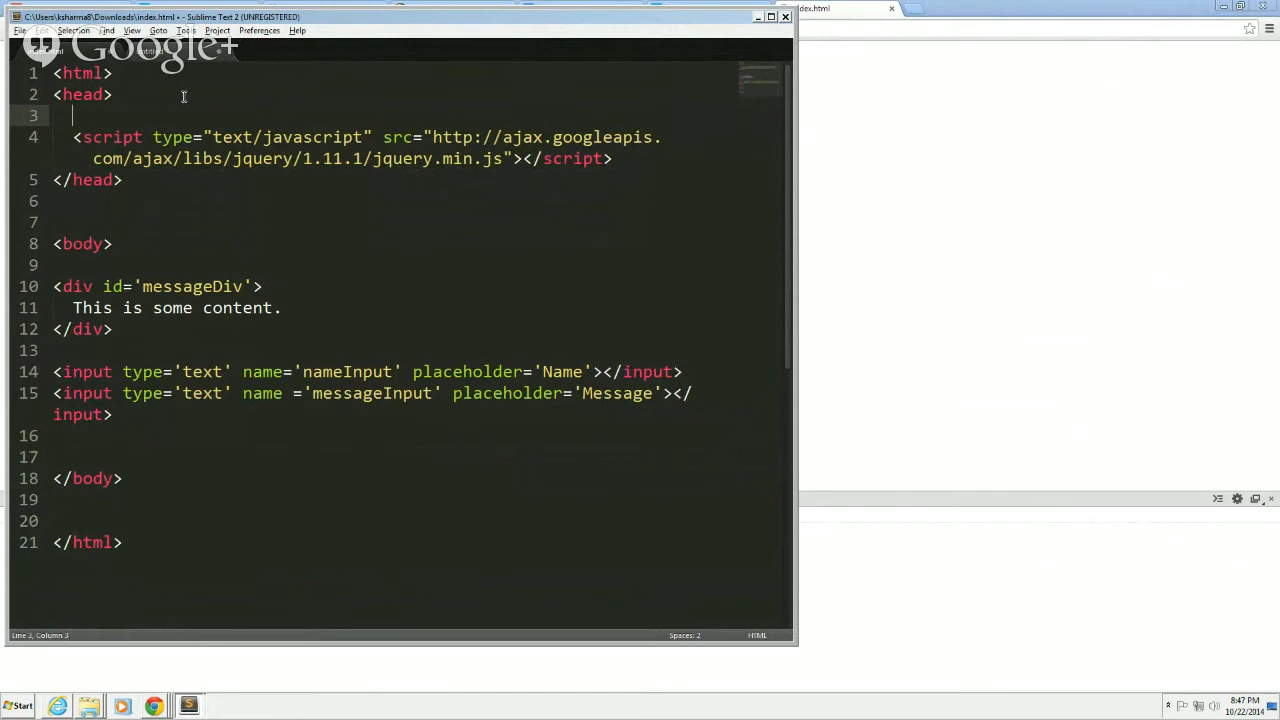 C:\Users\ksharma8\Downloads\index.html • - Sublime Text 2 (UNREGISTERED)
dex.html
File Edit Selection Find View Goto Tools Project Preferences Help
Google+
1 <html>
2 <head>
3
4 <script type="text/javascript" src="http://ajax.googleapis.
com/ajax/libs/jquery/1.11.1/jquery.min.js"></script>
5 </head>
6
7
8 <body>
9
10 <div id='messageDiv'>
11 This is some content.
12 </div>
13
14 <input type='text' name='nameInput' placeholder='Name'></input>
15 <input type='text' name ='messageInput' placeholder='Message'></
input>
16
17
18 </body>
19
20
21 </html>
Line 3, Column 3 Spaces: 2 HTML
Start
8:47 PM
10/22/2014